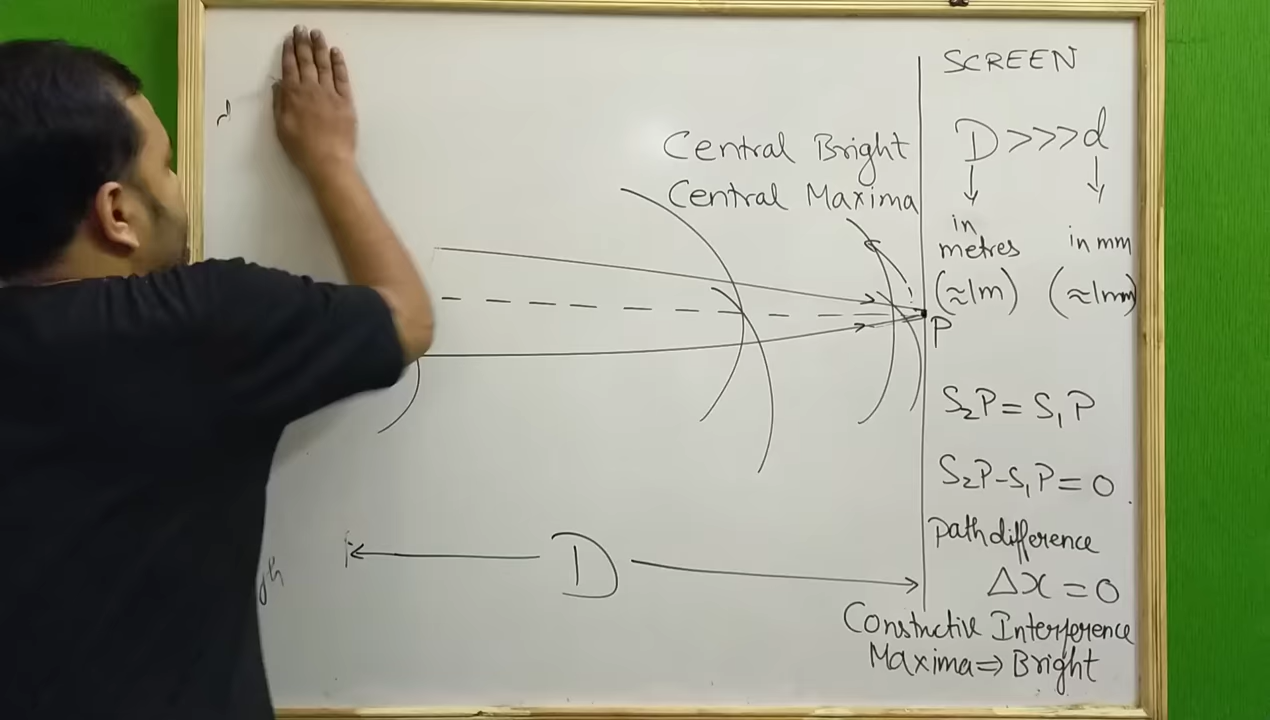 SCREEN
D >>> d
Central Bright
Central Maxima
in metres
in mm
(≈1m)
(≈1mm)
P
S₂P = S₁P
S₂P-S₁P = 0
Path difference
Δx = 0
D
Constructive Interference
Maxima ⇒ Bright